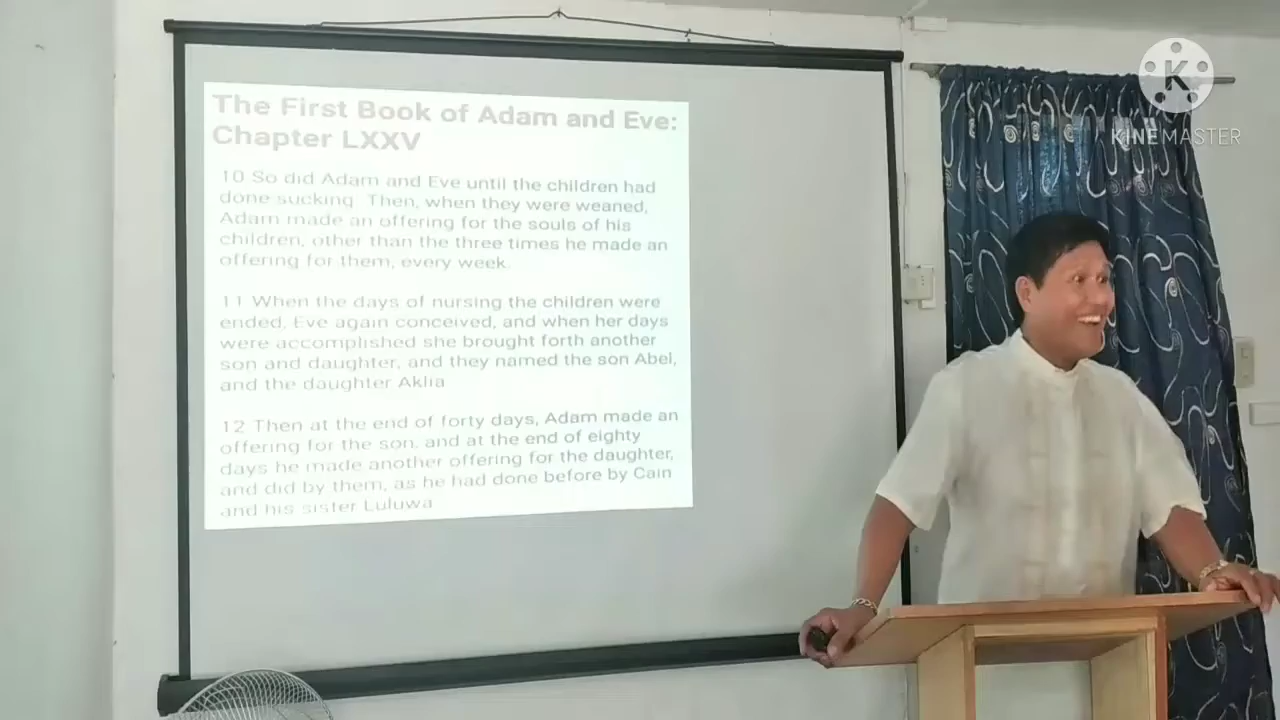 The First Book of Adam and Eve:
Chapter LXXV
10 So did Adam and Eve until the children had
done sucking. Then, when they were weaned,
Adam made an offering for the souls of his
children, other than the three times he made an
offering for them, every week.
11 When the days of nursing the children were
ended, Eve again conceived, and when her days
were accomplished she brought forth another
son and daughter, and they named the son Abel,
and the daughter Aklia
12 Then at the end of forty days, Adam made an
offering for the son, and at the end of eighty
days he made another offering for the daughter,
and did by them, as he had done before by Cain
and his sister Luluwa
K
KINEMASTER